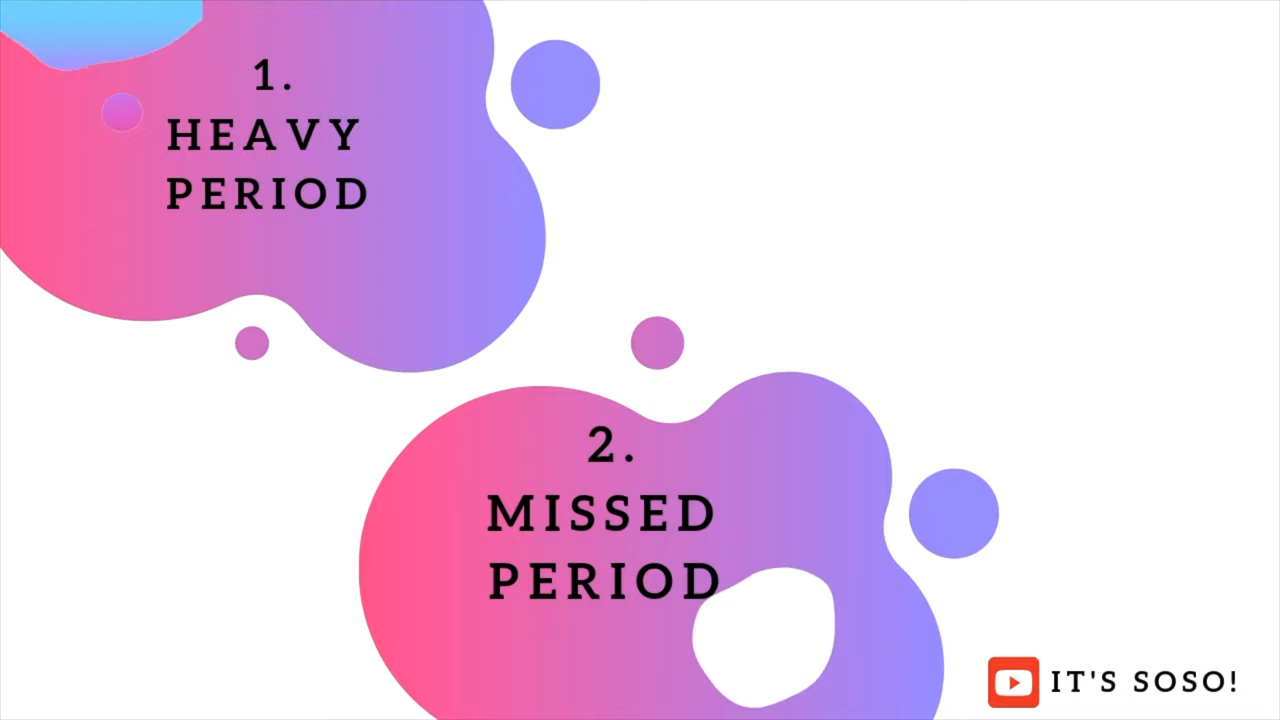 1.
HEAVY
PERIOD
2.
MISSED
PERIOD
IT'S SOSO!